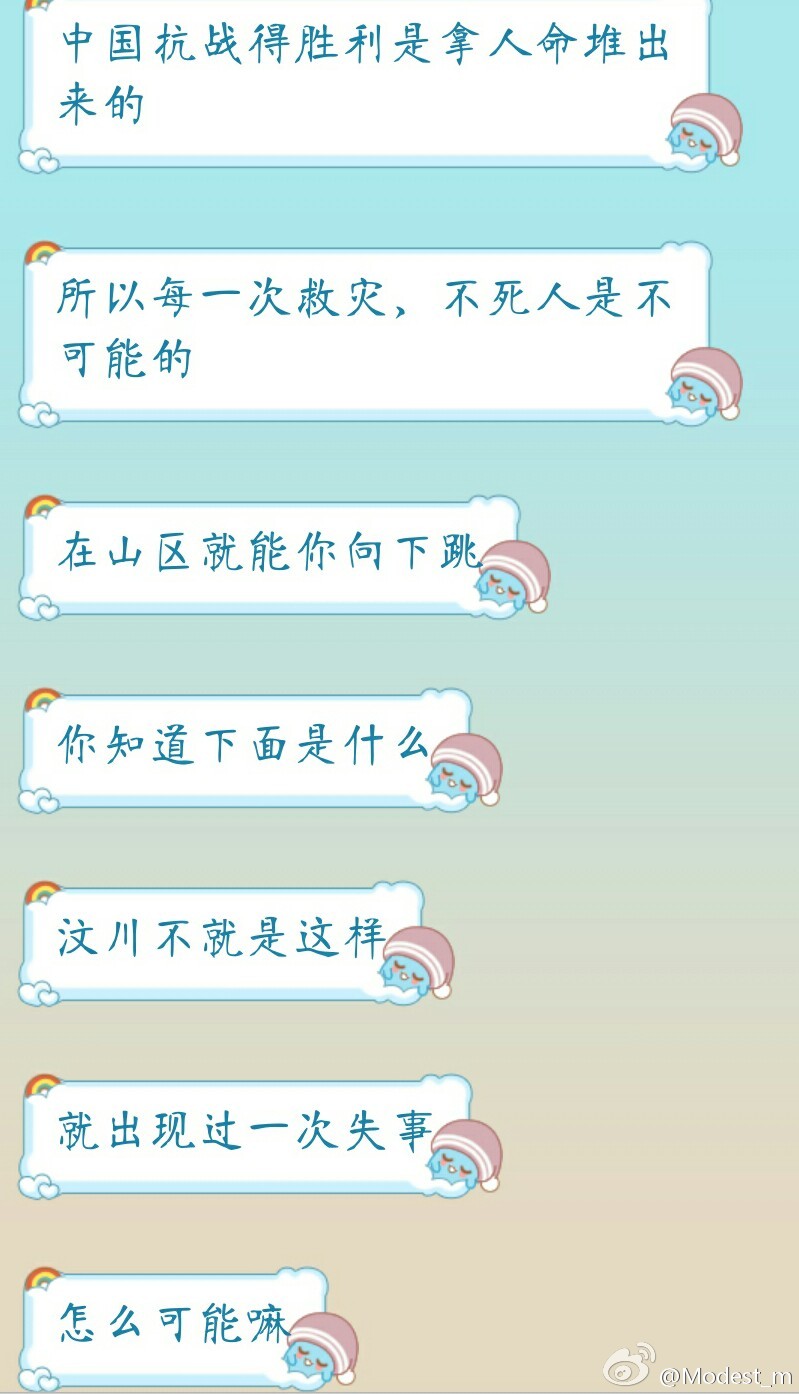 中国抗战得胜利是拿人命堆出
来的
所以每一次救灾，不死人是不
可能的
在山区就能你向下跳
你知道下面是什么
汶川不就是这样
就出现过一次失事
怎么可能嘛
@Modest_m